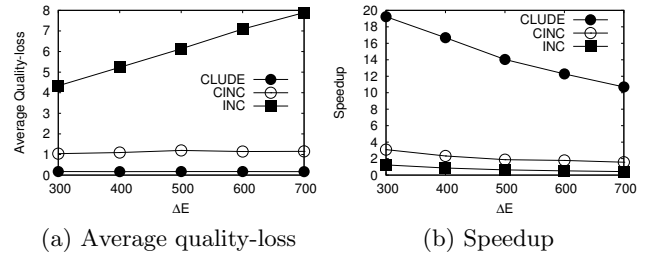 8
7
6
5
4
3
2
1
0
Average Quality-loss
CLUDE
CINC
INC
300 400 500 600 700
ΔE
(a) Average quality-loss
20
18
16
14
12
10
8
6
4
2
0
Speedup
CLUDE
CINC
INC
300 400 500 600 700
ΔE
(b) Speedup